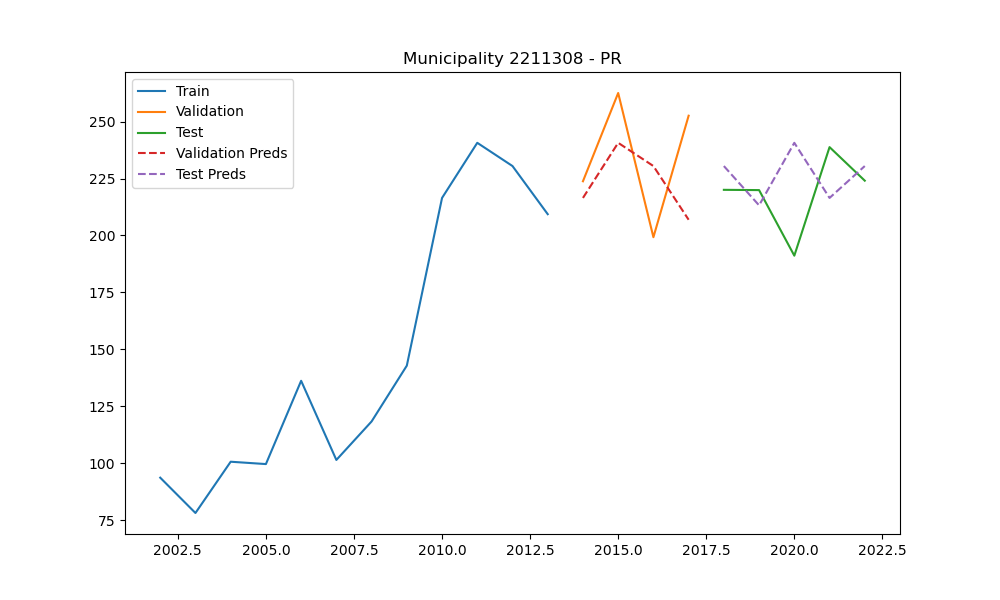 Municipality 2211308 - PR
Train
Validation
Test
Validation Preds
Test Preds
250
225
200
175
150
125
100
75
2002.5 2005.0 2007.5 2010.0 2012.5 2015.0 2017.5 2020.0 2022.5